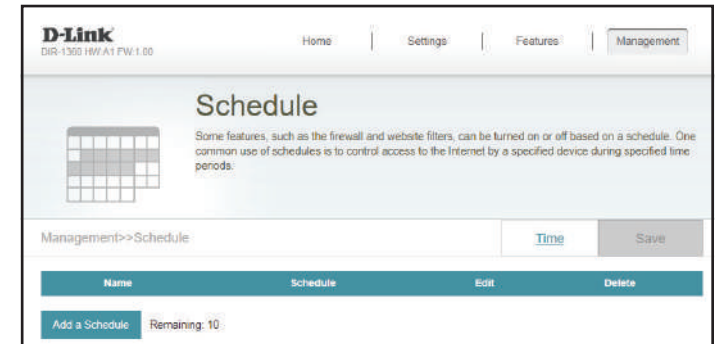 D-Link
DIR-1360 HW:A1 FW:1.00
Home | Settings | Features | Management
Schedule
Some features, such as the firewall and website filters, can be turned on or off based on a schedule. One
common use of schedules is to control access to the Internet by a specified device during specified time
periods.
Management>>Schedule
Time
Save
Name Schedule Edit Delete
Add a Schedule Remaining: 10